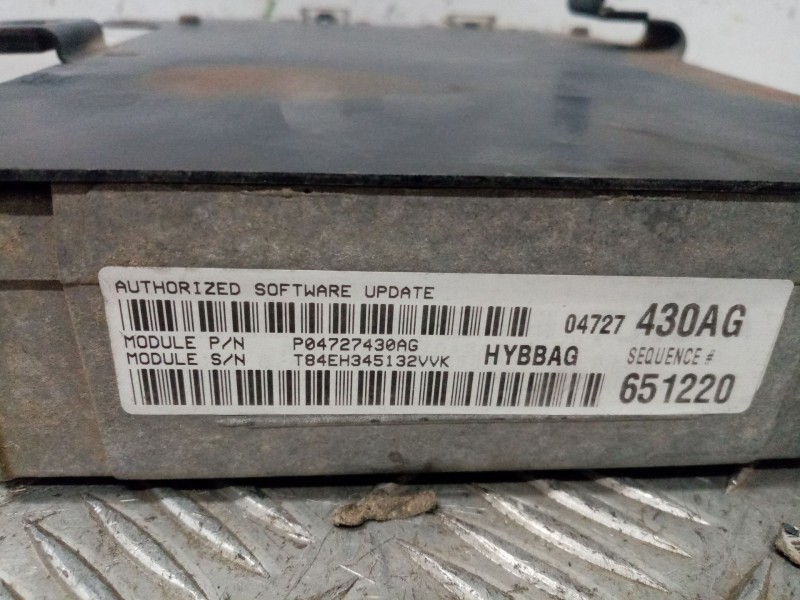 AUTHORIZED SOFTWARE UPDATE
04727 430AG
MODULE P/N P04727430AG
MODULE S/N T84EH345132VVK HYBBAG SEQUENCE #
651220